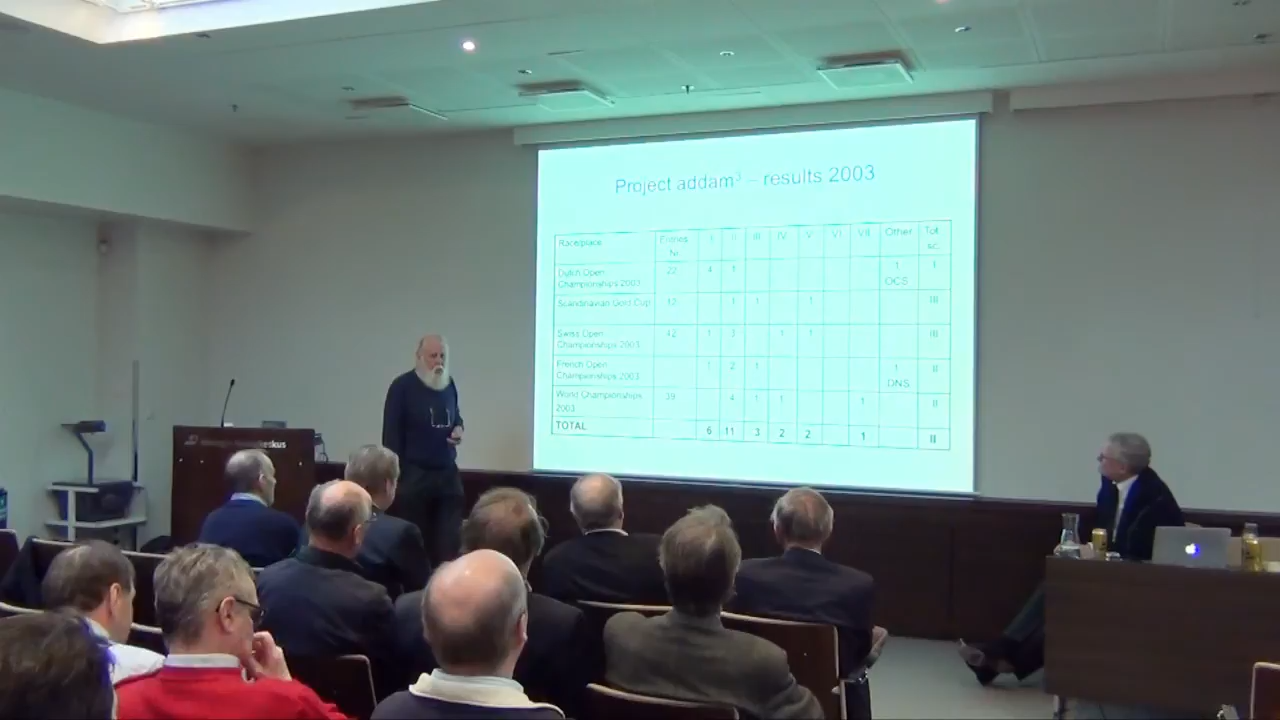 Project addam³ – results 2003
Race/place Entries Nr. I II III IV V VI VII Other Tot. sc.
Dutch Open Championships 2003 22 4 1 1 OCS I
Scandinavian Gold Cup 12 1 1 1 III
Swiss Open Championships 2003 42 1 3 1 1 III
French Open Championships 2003 1 2 1 1 DNS II
World Championships 2003 39 4 1 1 1 II
TOTAL 6 11 3 2 2 1 II